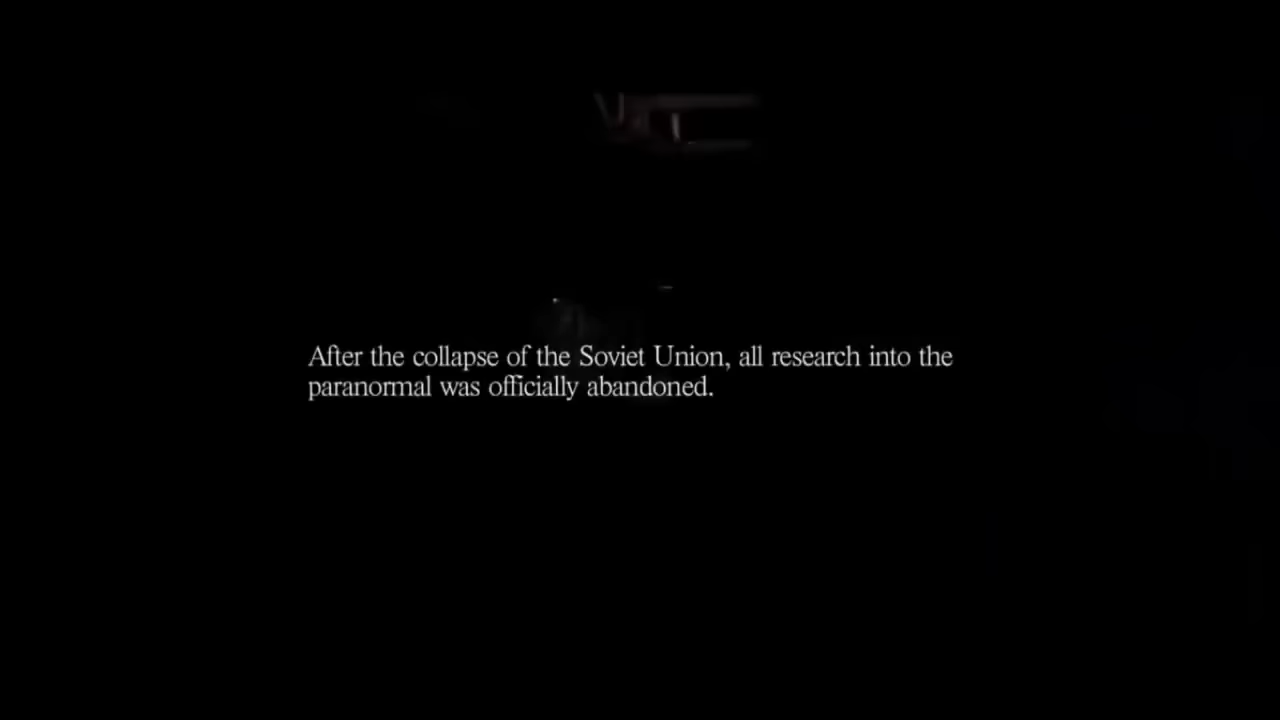 After the collapse of the Soviet Union, all research into the
paranormal was officially abandoned.